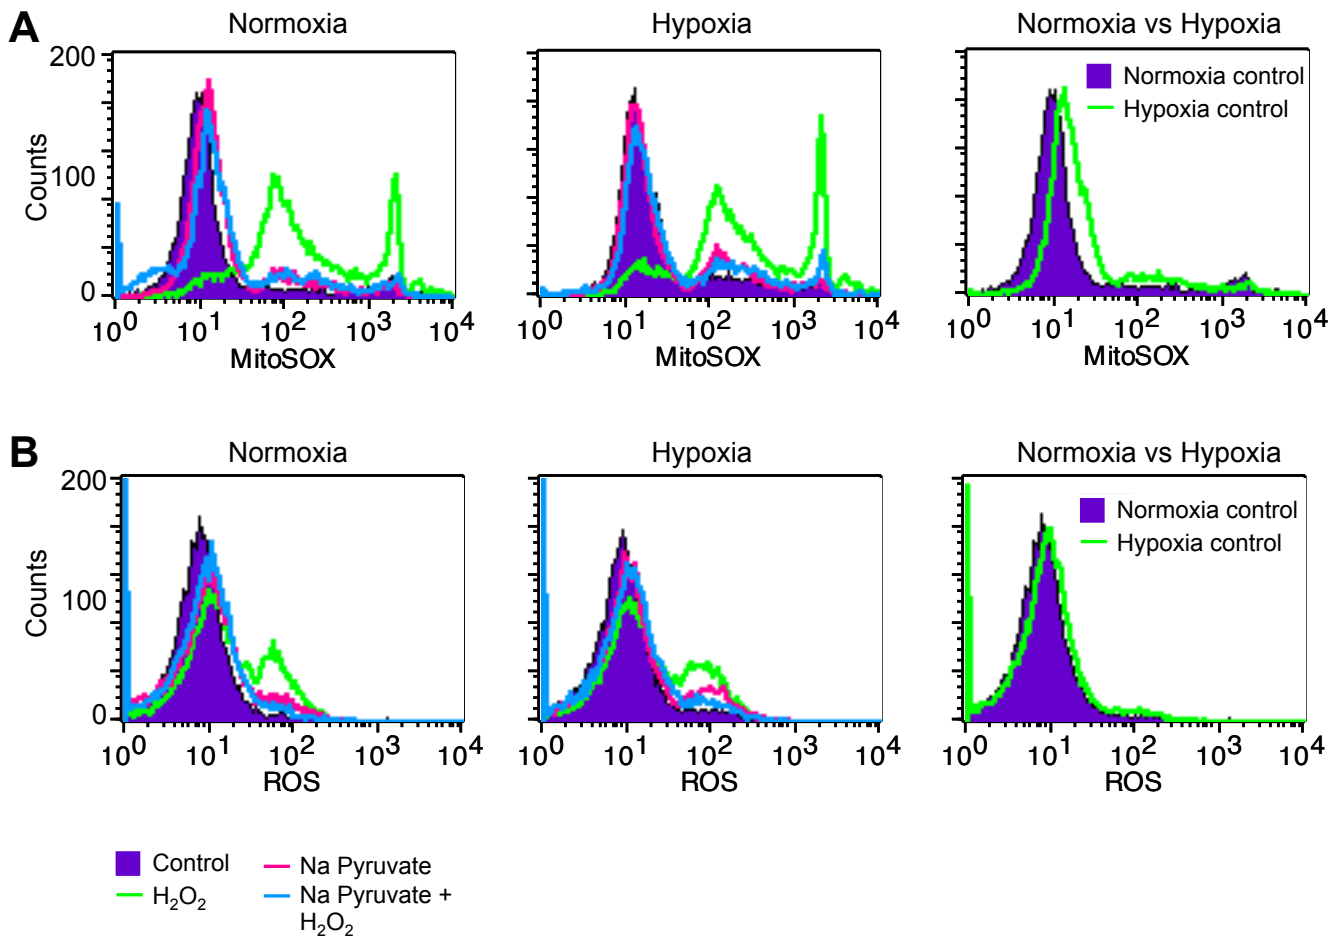 A
Normoxia
Hypoxia
Normoxia vs Hypoxia
200
100
0
Counts
10^0 10^1 10^2 10^3 10^4
MitoSOX
10^0 10^1 10^2 10^3 10^4
MitoSOX
Normoxia control
Hypoxia control
10^0 10^1 10^2 10^3 10^4
MitoSOX
B
Normoxia
Hypoxia
Normoxia vs Hypoxia
200
100
0
Counts
10^0 10^1 10^2 10^3 10^4
ROS
10^0 10^1 10^2 10^3 10^4
ROS
Normoxia control
Hypoxia control
10^0 10^1 10^2 10^3 10^4
ROS
Control
H₂O₂
Na Pyruvate
Na Pyruvate +
H₂O₂